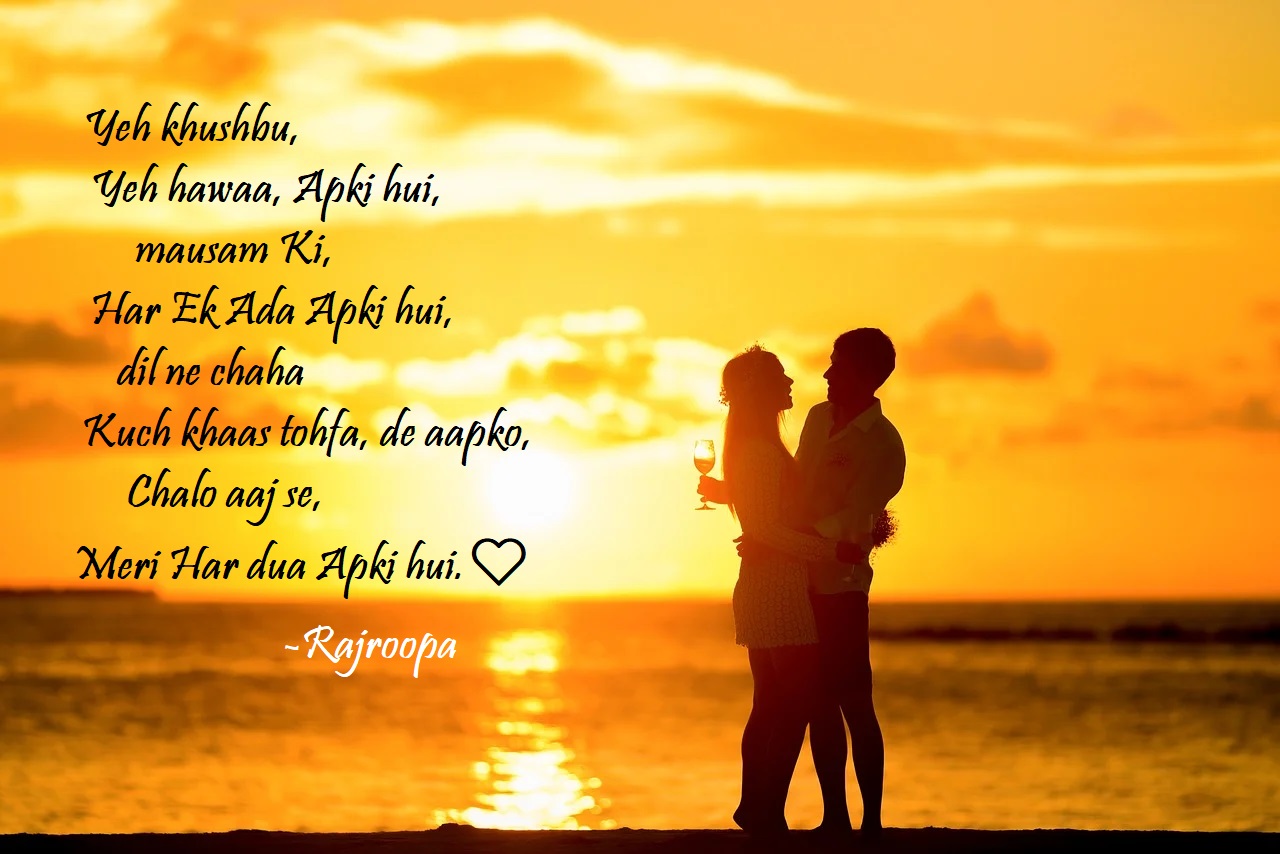 Yeh khushbu,
Yeh hawaa, Apki hui,
mausam Ki,
Har Ek Ada Apki hui,
dil ne chaha
Kuch khaas tohfa, de aapko,
Chalo aaj se,
Meri Har dua Apki hui. ♡
~Rajroopa